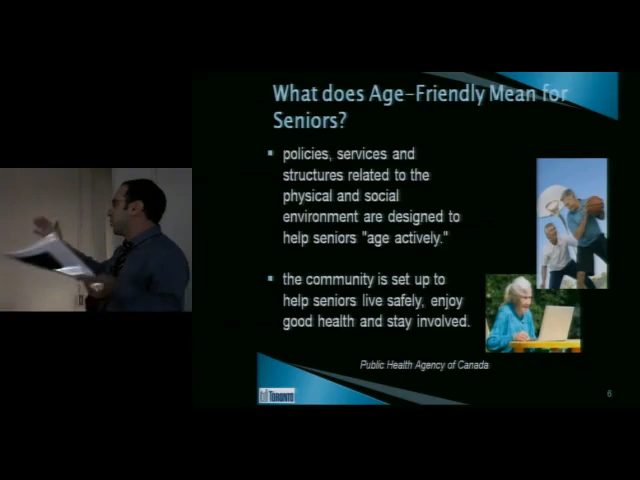 What does Age-Friendly Mean for
Seniors?
policies, services and
structures related to the
physical and social
environment are designed to
help seniors "age actively."
the community is set up to
help seniors live safely, enjoy
good health and stay involved.
Public Health Agency of Canada
TORONTO
6